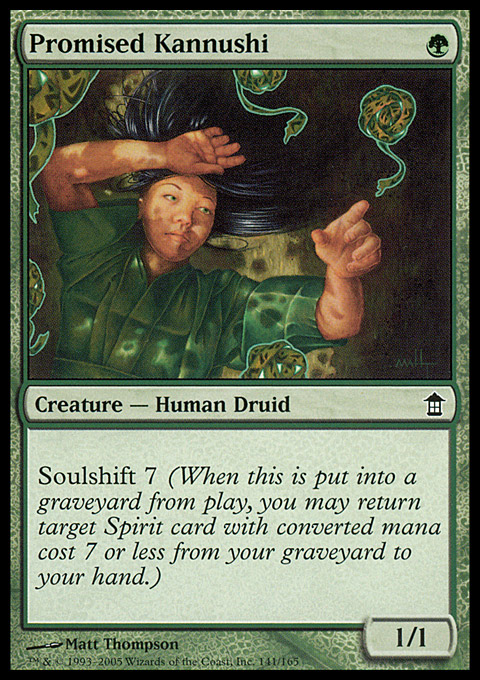 Promised Kannushi
Creature — Human Druid
Soulshift 7 (When this is put into a
graveyard from play, you may return
target Spirit card with converted mana
cost 7 or less from your graveyard to
your hand.)
Matt Thompson
1/1
™ & © 1993–2005 Wizards of the Coast, Inc. 141/165